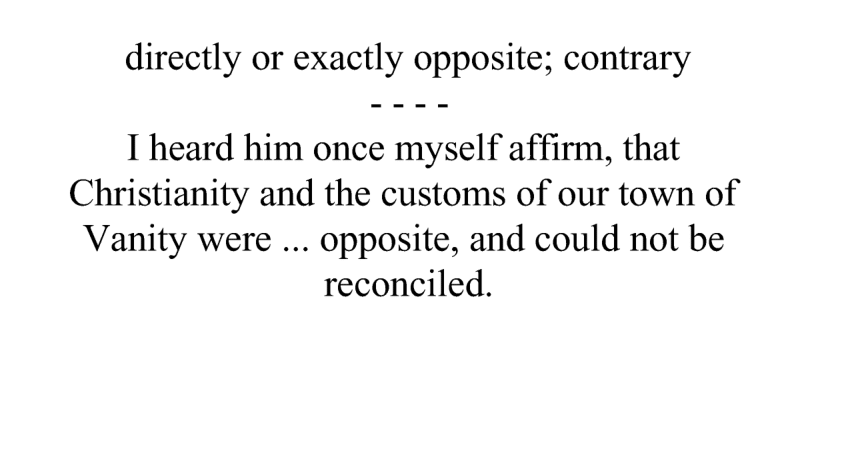 directly or exactly opposite; contrary
- - - -
I heard him once myself affirm, that
Christianity and the customs of our town of
Vanity were ... opposite, and could not be
reconciled.